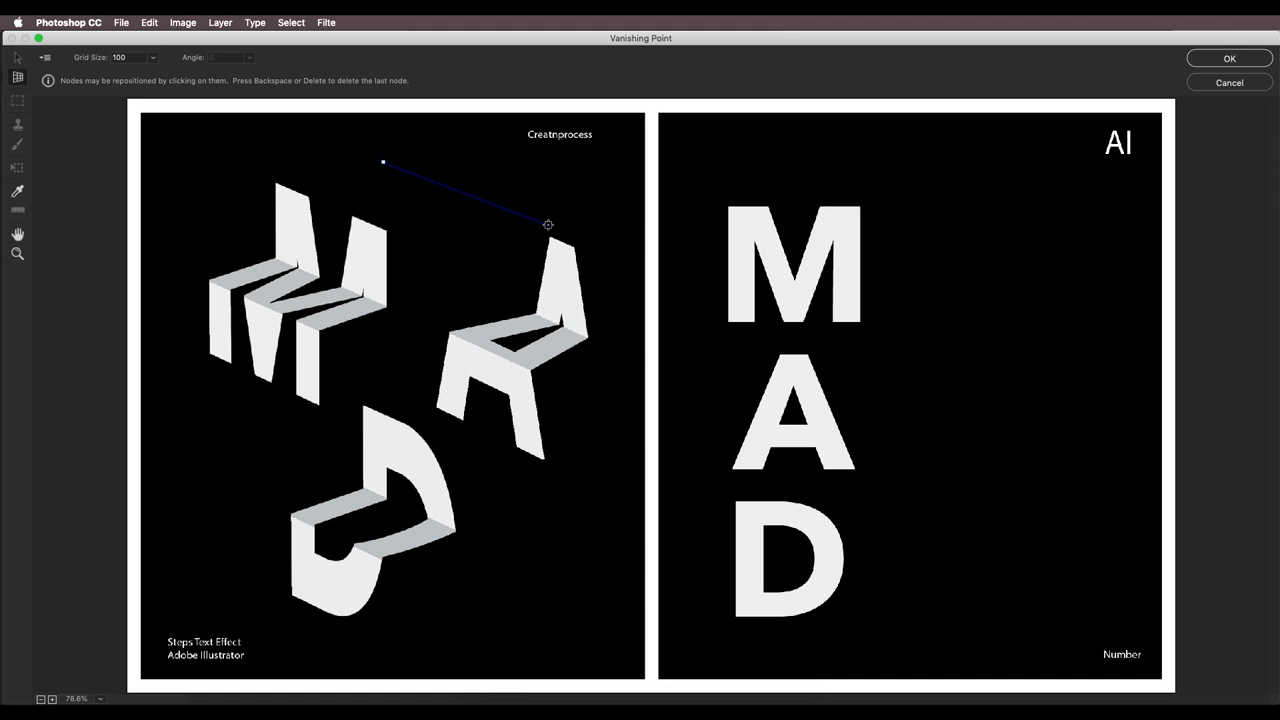 Photoshop CC File Edit Image Layer Type Select Filte
Vanishing Point
Grid Size: 100 Angle: 0
OK
Nodes may be repositioned by clicking on them. Press Backspace or Delete to delete the last node.
Cancel
Creatnprocess
M
A
D
Steps Text Effect
Adobe Illustrator
AI
M
A
D
Number
78.6%